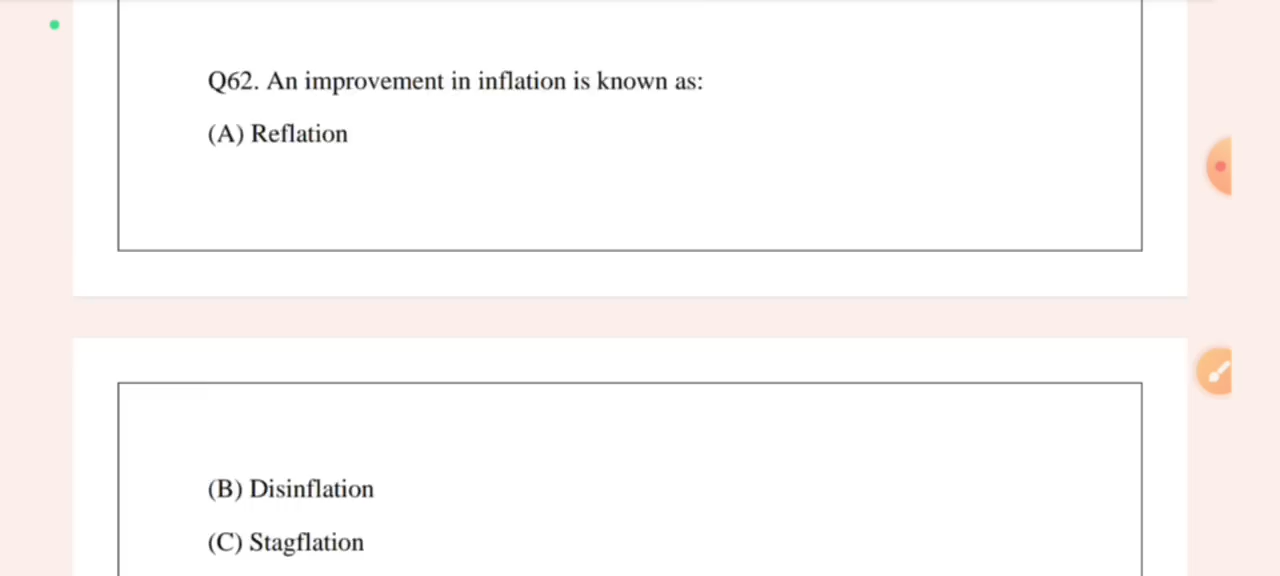 Q62. An improvement in inflation is known as:
(A) Reflation
(B) Disinflation
(C) Stagflation